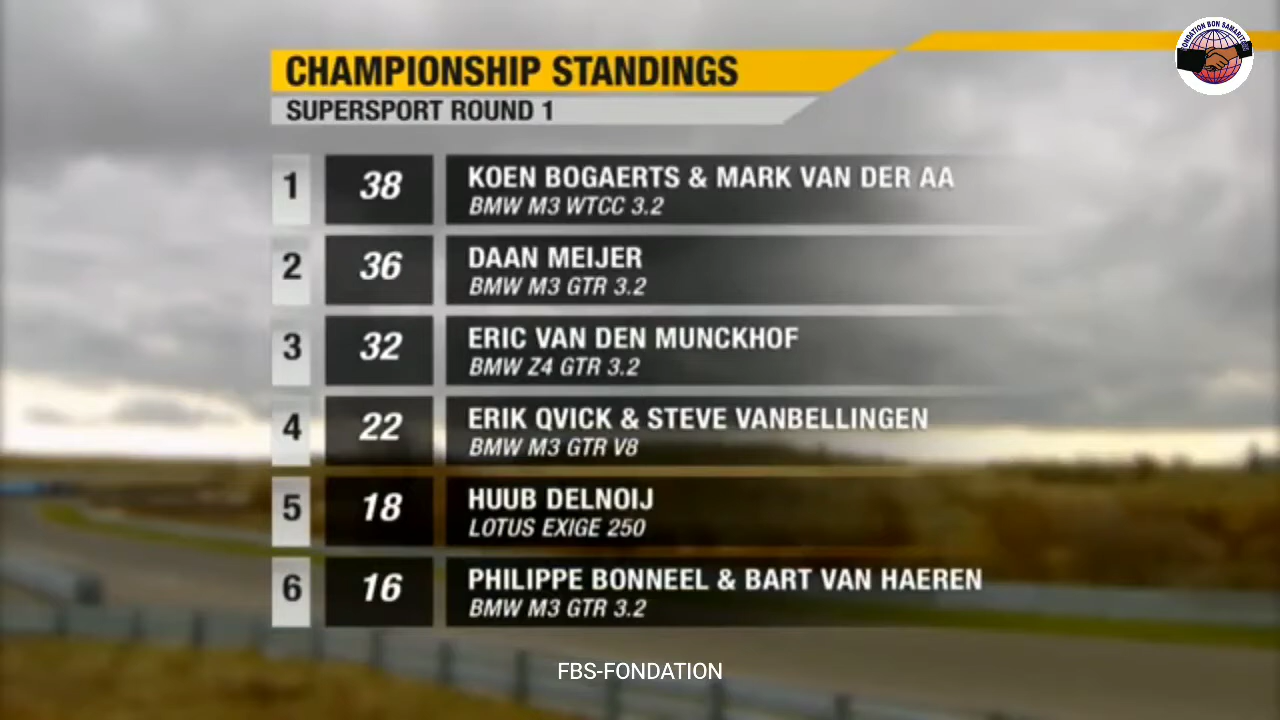 FONDATION BON SAMARITAIN
CHAMPIONSHIP STANDINGS
SUPERSPORT ROUND 1
1 38 KOEN BOGAERTS & MARK VAN DER AA
BMW M3 WTCC 3.2
2 36 DAAN MEIJER
BMW M3 GTR 3.2
3 32 ERIC VAN DEN MUNCKHOF
BMW Z4 GTR 3.2
4 22 ERIK QVICK & STEVE VANBELLINGEN
BMW M3 GTR V8
5 18 HUUB DELNOIJ
LOTUS EXIGE 250
6 16 PHILIPPE BONNEEL & BART VAN HAEREN
BMW M3 GTR 3.2
FBS-FONDATION